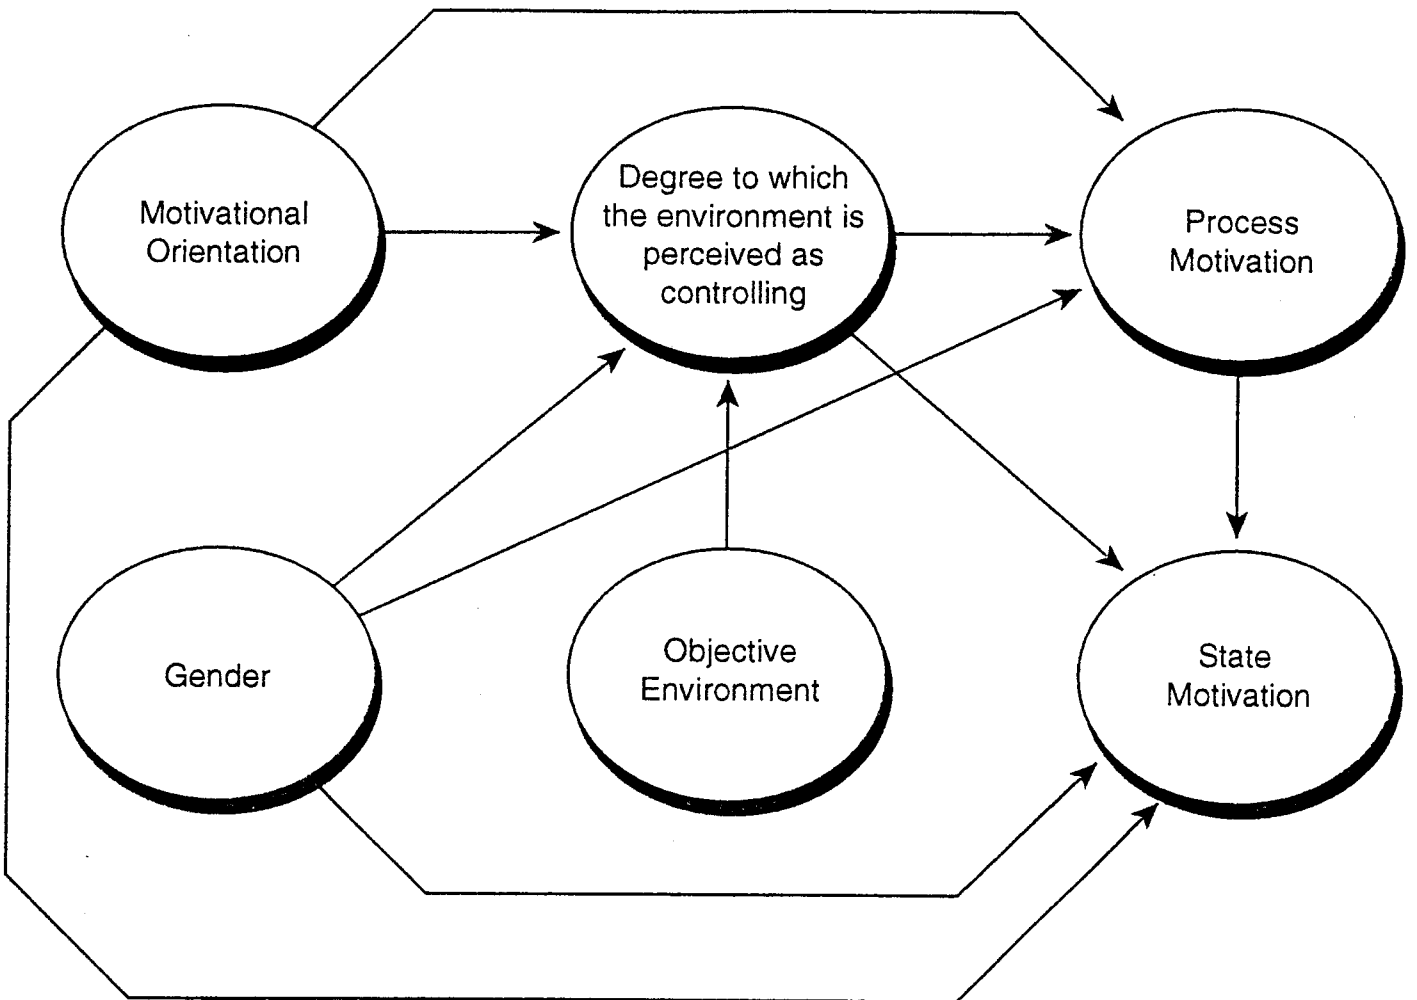 Motivational
Orientation
Degree to which
the environment is
perceived as
controlling
Process
Motivation
Gender
Objective
Environment
State
Motivation